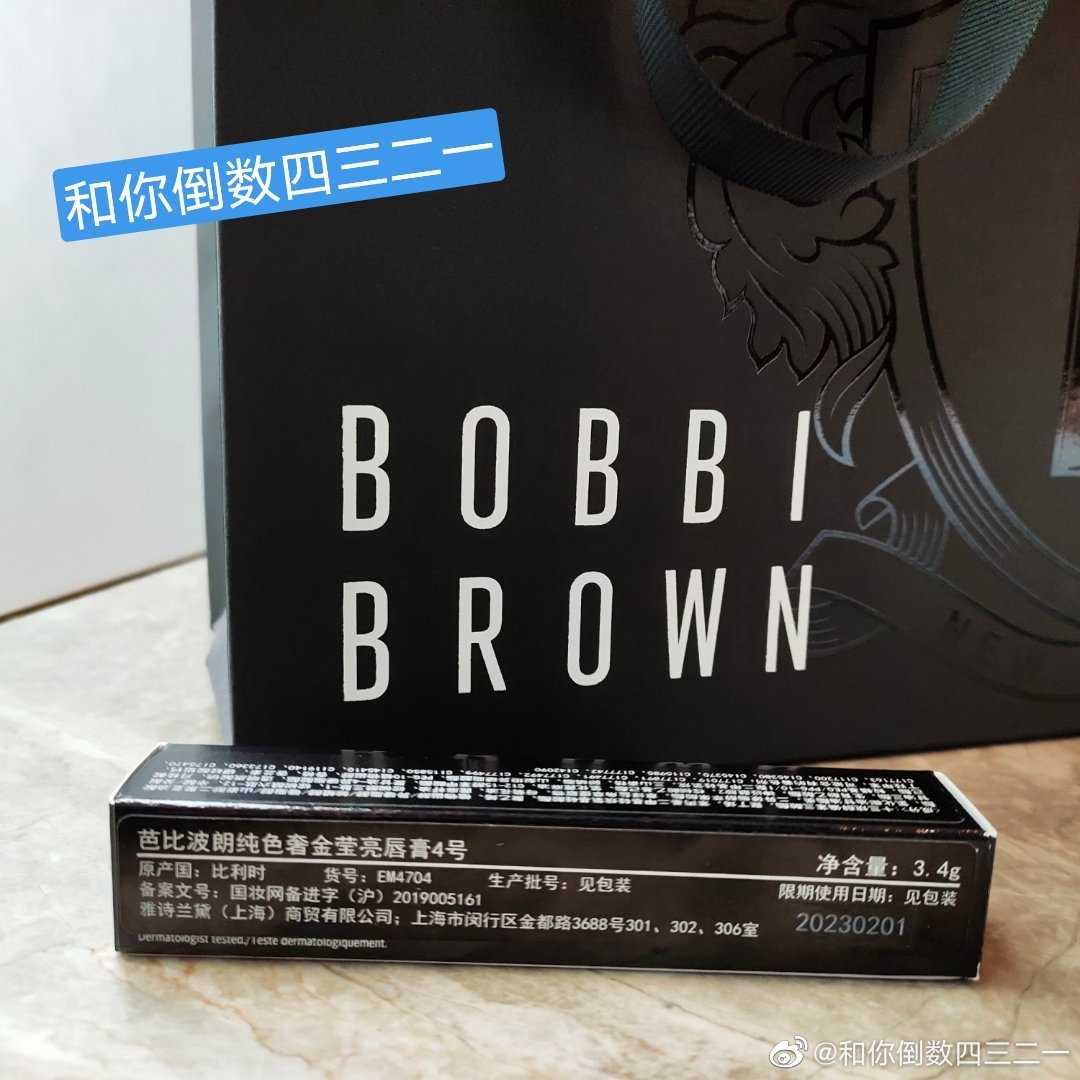 和你倒数四三二一
BOBBI
BROWN
NEW
芭比波朗纯色奢金莹亮唇膏4号
净含量：3.4g
原产国：比利时 货号：EM4704 生产批号：见包装
限期使用日期：见包装
备案文号：国妆网备进字（沪）2019005161
雅诗兰黛（上海）商贸有限公司；上海市闵行区金都路3688号301、302、306室
20230201
Dermatologist tested./Testé dermatologiquement.
@和你倒数四三二一